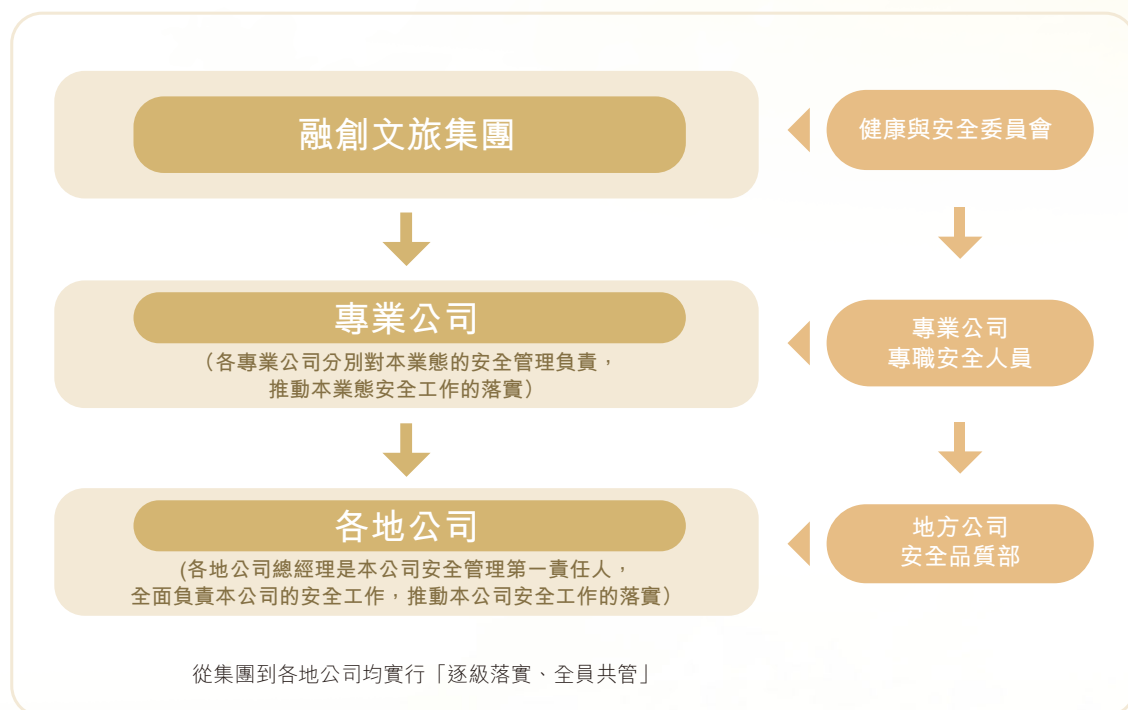 融創文旅集團
健康與安全委員會
專業公司
（各專業公司分別對本業態的安全管理負責，
推動本業態安全工作的落實）
專業公司
專職安全人員
各地公司
(各地公司總經理是本公司安全管理第一責任人，
全面負責本公司的安全工作，推動本公司安全工作的落實）
地方公司
安全品質部
從集團到各地公司均實行「逐級落實、全員共管」